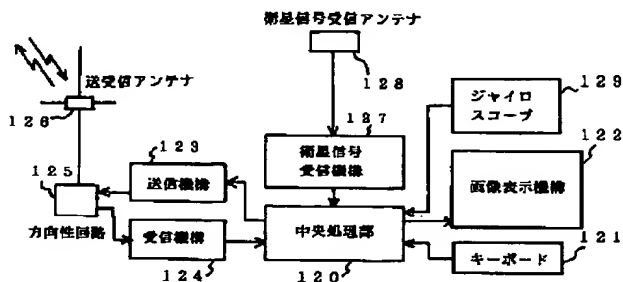 衛星信号受信アンテナ
128
送受信アンテナ
126
ジャイロ
スコープ
129
127
衛星信号
受信機構
122
画像表示機構
123
送信機構
125
方向性回路
受信機構
124
中央処理部
120
キーボード
121